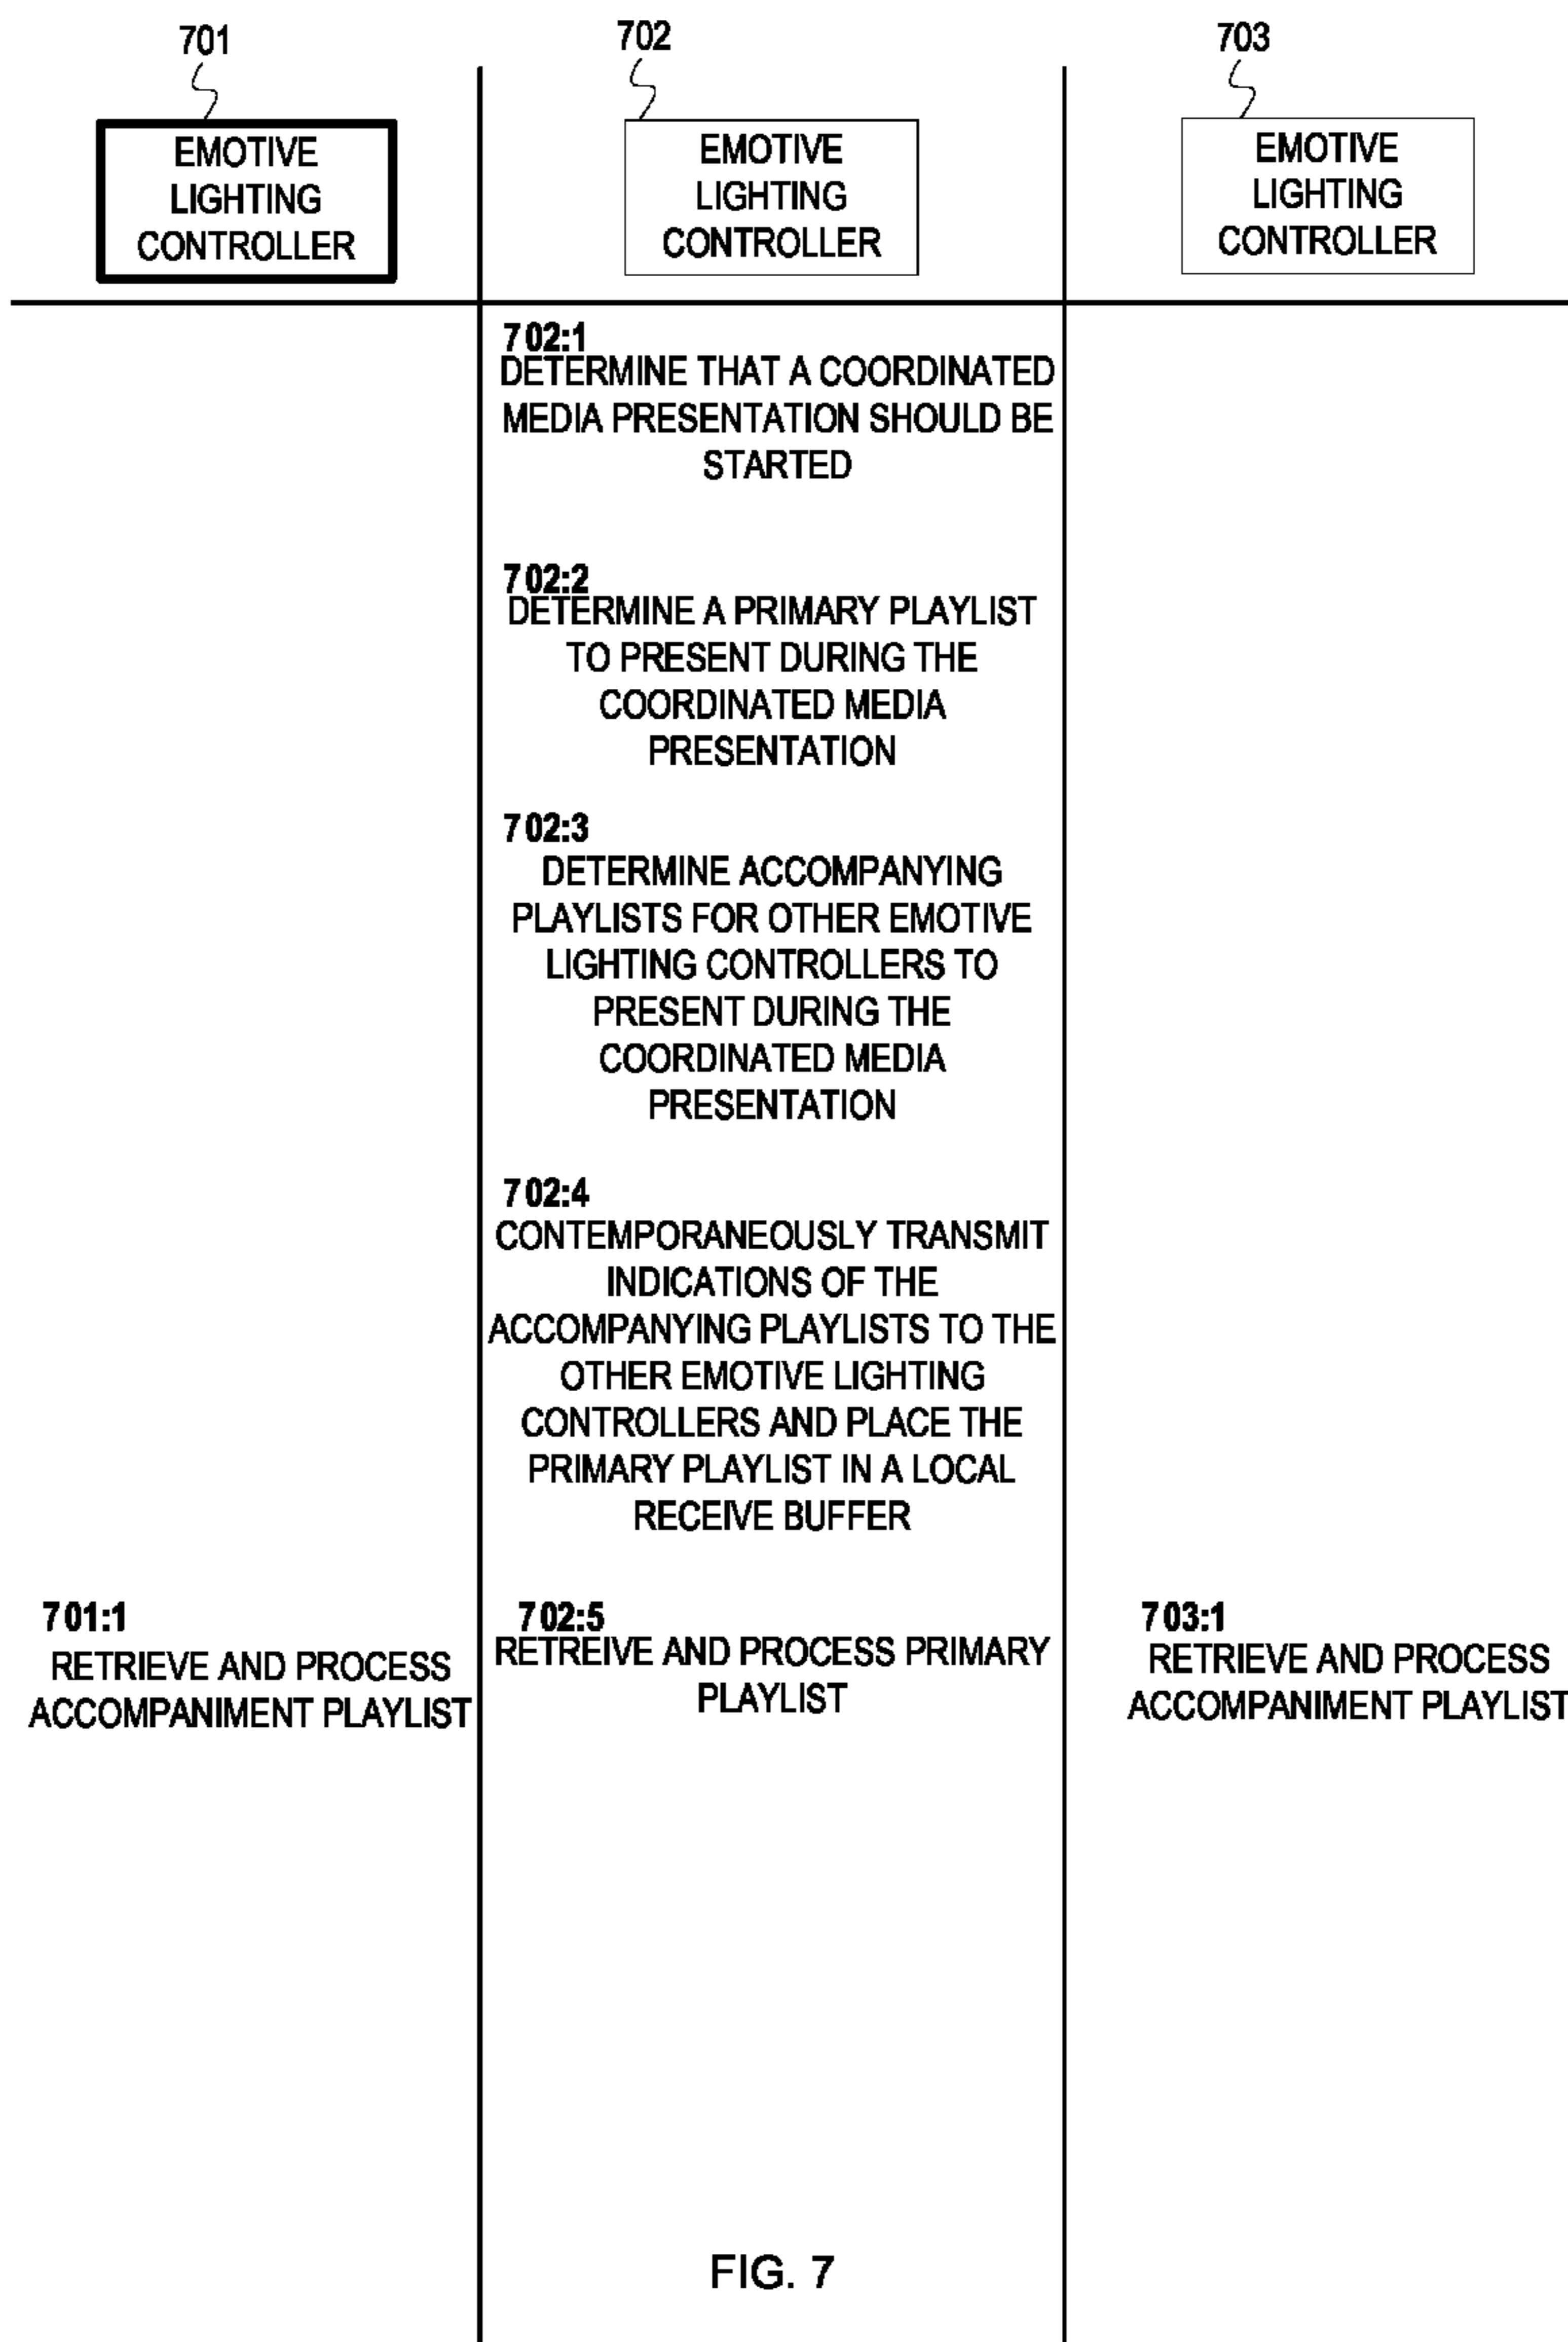 701
702
703
EMOTIVE
LIGHTING
CONTROLLER
EMOTIVE
LIGHTING
CONTROLLER
EMOTIVE
LIGHTING
CONTROLLER
702:1
DETERMINE THAT A COORDINATED
MEDIA PRESENTATION SHOULD BE
STARTED
702:2
DETERMINE A PRIMARY PLAYLIST
TO PRESENT DURING THE
COORDINATED MEDIA
PRESENTATION
702:3
DETERMINE ACCOMPANYING
PLAYLISTS FOR OTHER EMOTIVE
LIGHTING CONTROLLERS TO
PRESENT DURING THE
COORDINATED MEDIA
PRESENTATION
702:4
CONTEMPORANEOUSLY TRANSMIT
INDICATIONS OF THE
ACCOMPANYING PLAYLISTS TO THE
OTHER EMOTIVE LIGHTING
CONTROLLERS AND PLACE THE
PRIMARY PLAYLIST IN A LOCAL
RECEIVE BUFFER
701:1
RETRIEVE AND PROCESS
ACCOMPANIMENT PLAYLIST
702:5
RETREIVE AND PROCESS PRIMARY
PLAYLIST
703:1
RETRIEVE AND PROCESS
ACCOMPANIMENT PLAYLIST
FIG. 7